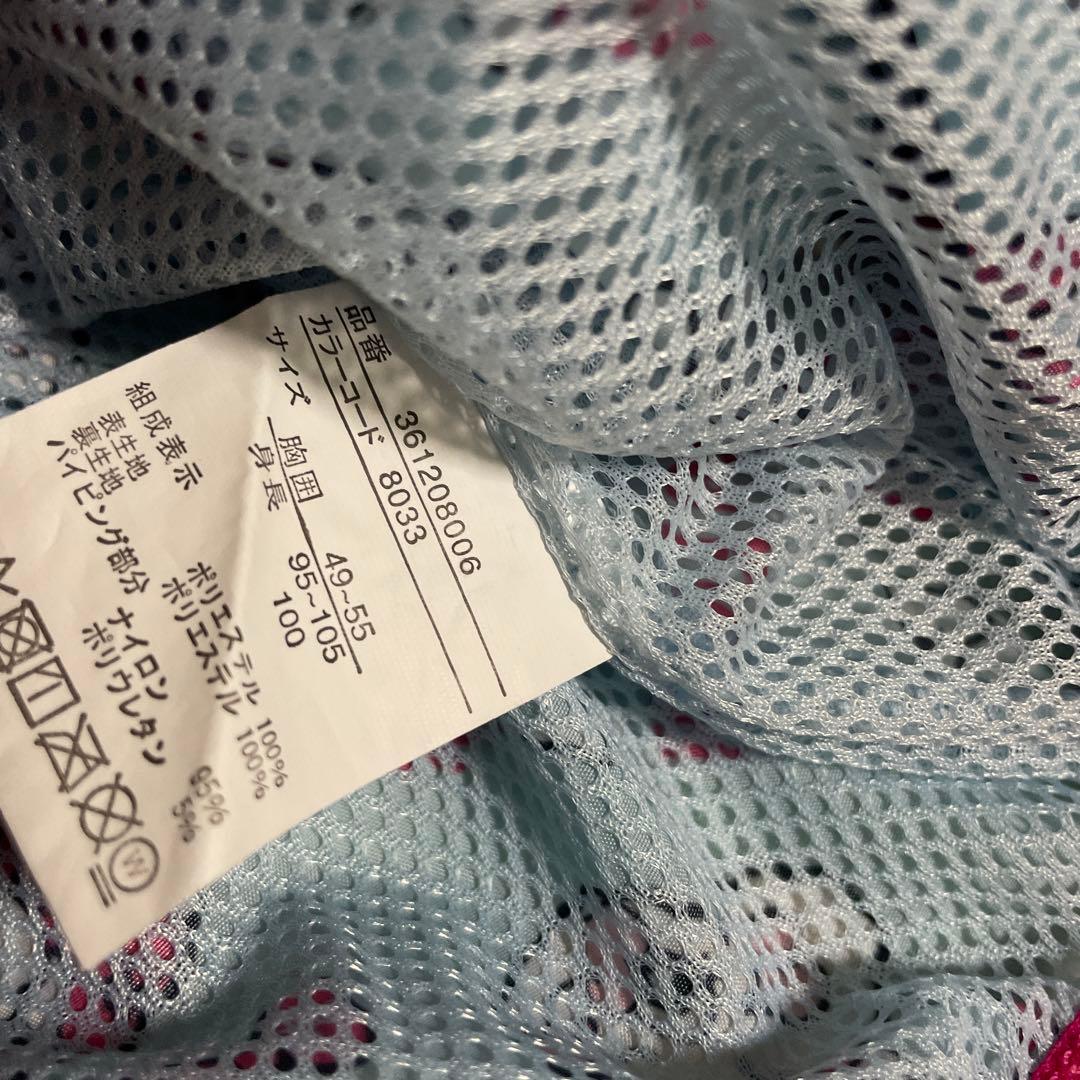 品番 361208006
カラーコード 8033
サイズ 胸囲 49~55
身長 95~105
100
組成表示
表生地 ポリエステル 100%
裏生地 ポリエステル 100%
パイピング部分 ナイロン 95%
ポリウレタン 5%
W